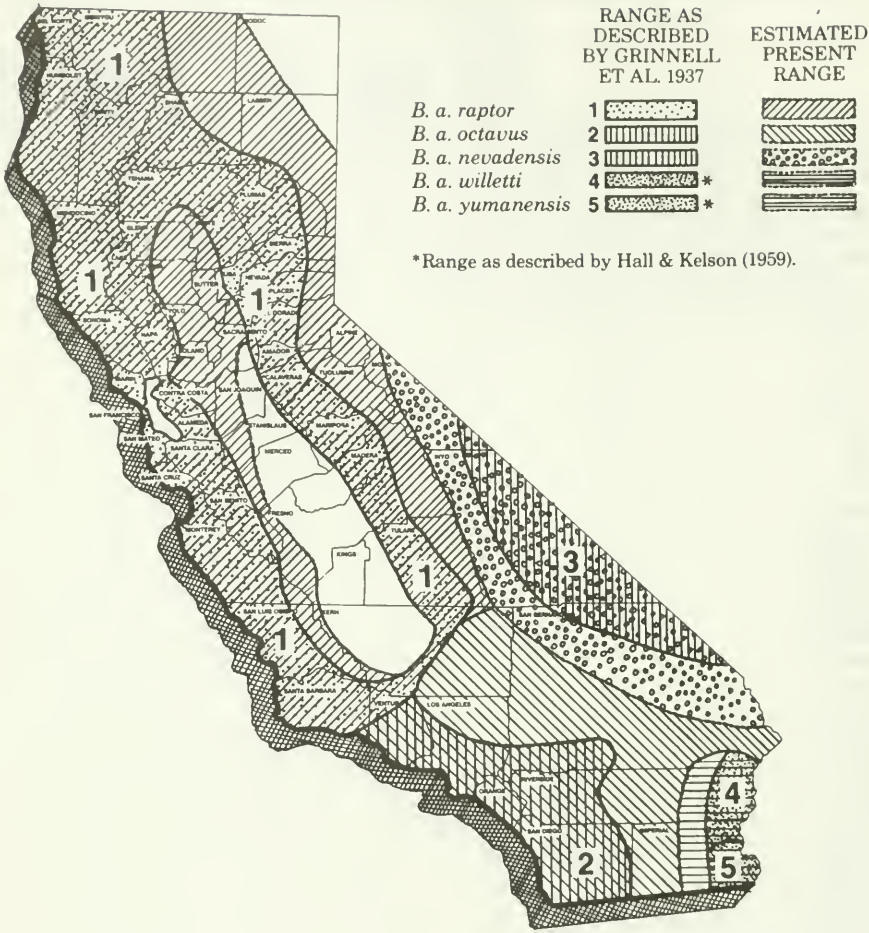 RANGE AS
DESCRIBED
BY GRINNELL
ET AL. 1937
ESTIMATED
PRESENT
RANGE
B. a. raptor 1
B. a. octavus 2
B. a. nevadensis 3
B. a. willetti 4 *
B. a. yumanensis 5 *
*Range as described by Hall & Kelson (1959).
MODOC
1
HUMBOLDT
SHASTA
LASSEN
TEHAMA
PLUMAS
MENDOCINO
GLENN
SIERRA
LAKE
BUTTER
NEVADA
1
1
PLACER
YOLO
SONOMA
NAPA
SACRAMENTO
ALPINE
SOLANO
AMADOR
MARIN
CALAVERAS
TUOLUMNE
MONO
CONTRA COSTA
SAN JOAQUIN
SAN FRANCISCO
ALAMEDA
STANISLAUS
MARIPOSA
SAN MATEO
SANTA CLARA
MERCED
MADERA
INYO
SANTA CRUZ
SAN BENITO
FRESNO
MONTEREY
TULARE
KINGS
3
1
SAN LUIS OBISPO
KERN
SAN BERNAR
1
SANTA BARBARA
VENTURA
LOS ANGELES
ORANGE
RIVERSIDE
4
SAN DIEGO
IMPERIAL
2
5